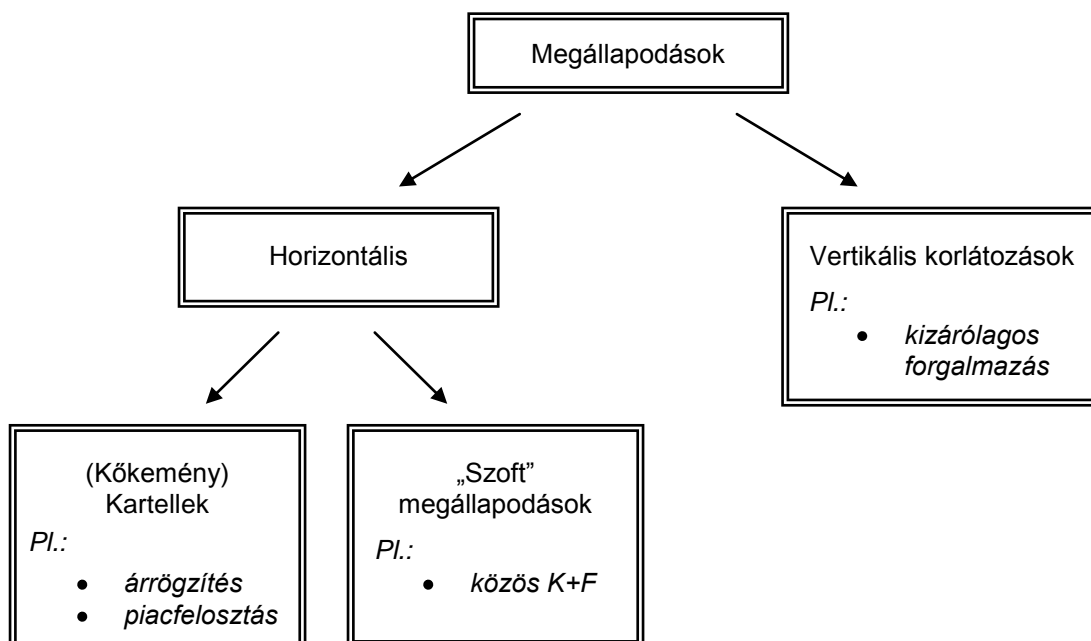 Megállapodások
Horizontális
Vertikális korlátozások
Pl.:
• kizárólagos
forgalmazás
(Kőkemény)
Kartellek
Pl.:
• árrögzítés
• piacfelosztás
„Szoft”
megállapodások
Pl.:
• közös K+F